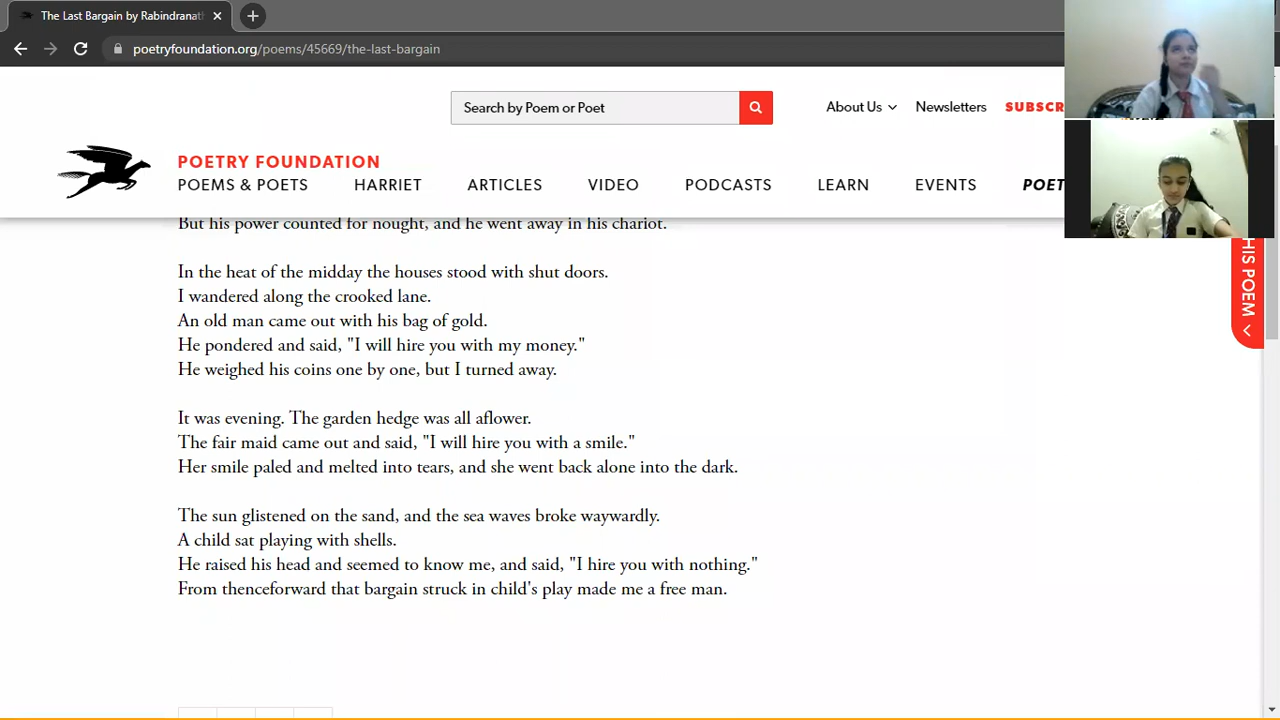 The Last Bargain by Rabindranat
poetryfoundation.org/poems/45669/the-last-bargain
Search by Poem or Poet
About Us
Newsletters
SUBSCR
POETRY FOUNDATION
POEMS & POETS
HARRIET
ARTICLES
VIDEO
PODCASTS
LEARN
EVENTS
POET
HIS POEM
But his power counted for nought, and he went away in his chariot.
In the heat of the midday the houses stood with shut doors.
I wandered along the crooked lane.
An old man came out with his bag of gold.
He pondered and said, "I will hire you with my money."
He weighed his coins one by one, but I turned away.
It was evening. The garden hedge was all aflower.
The fair maid came out and said, "I will hire you with a smile."
Her smile paled and melted into tears, and she went back alone into the dark.
The sun glistened on the sand, and the sea waves broke waywardly.
A child sat playing with shells.
He raised his head and seemed to know me, and said, "I hire you with nothing."
From thenceforward that bargain struck in child's play made me a free man.